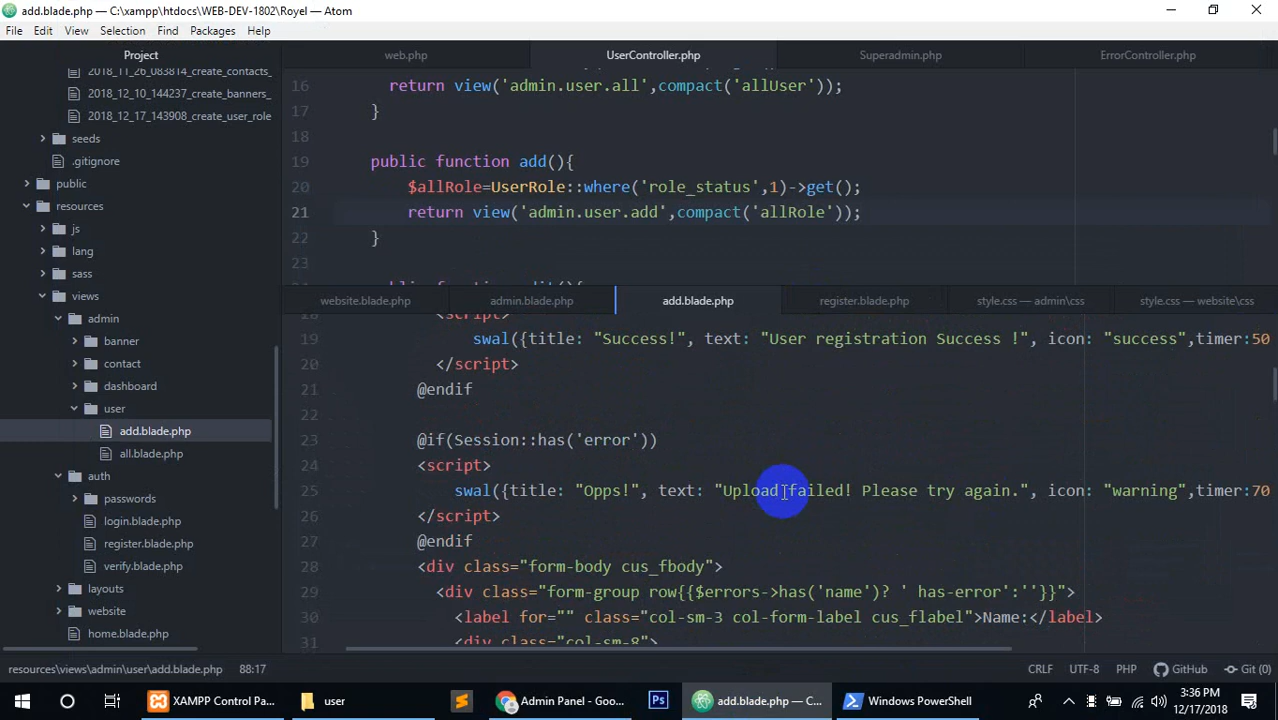 add.blade.php — C:\xampp\htdocs\WEB-DEV-1802\Royel — Atom
File Edit View Selection Find Packages Help
Project
2018_11_26_083814_create_contacts_
2018_12_10_144237_create_banners_
2018_12_17_143908_create_user_role
seeds
.gitignore
public
resources
js
lang
sass
views
admin
banner
contact
dashboard
user
add.blade.php
all.blade.php
auth
passwords
login.blade.php
register.blade.php
verify.blade.php
layouts
website
home.blade.php
web.php UserController.php Superadmin.php ErrorController.php
16 return view('admin.user.all',compact('allUser'));
17 }
18
19 public function add(){
20 $allRole=UserRole::where('role_status',1)->get();
21 return view('admin.user.add',compact('allRole'));
22 }
23
website.blade.php admin.blade.php add.blade.php register.blade.php style.css — admin\css style.css — website\css
18 <script>
19 swal({title: "Success!", text: "User registration Success !", icon: "success",timer:50
20 </script>
21 @endif
22
23 @if(Session::has('error'))
24 <script>
25 swal({title: "Opps!", text: "Upload failed! Please try again.", icon: "warning",timer:70
26 </script>
27 @endif
28 <div class="form-body cus_fbody">
29 <div class="form-group row{{$errors->has('name')? ' has-error':''}}">
30 <label for="" class="col-sm-3 col-form-label cus_flabel">Name:</label>
31 <div class="col-sm-8">
resources\views\admin\user\add.blade.php 88:17 CRLF UTF-8 PHP GitHub Git (0)
XAMPP Control Pa... user Admin Panel - Goo... Ps add.blade.php — C:... Windows PowerShell 3:36 PM
12/17/2018